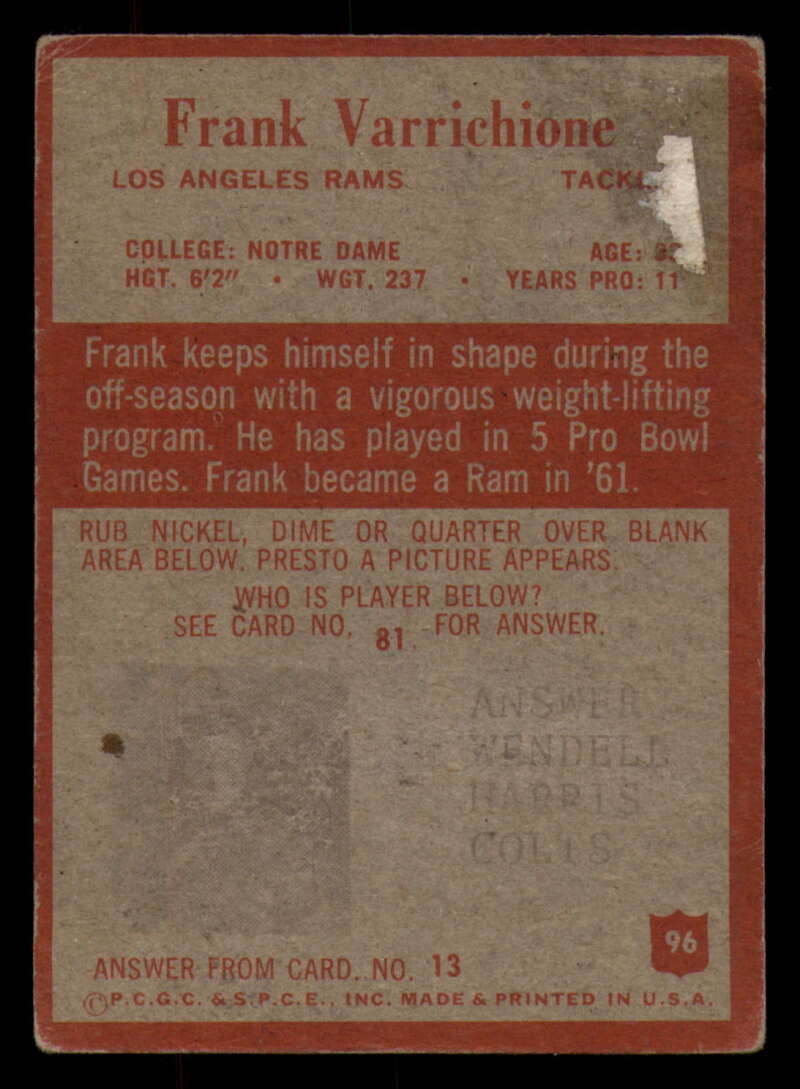 Frank Varrichione
LOS ANGELES RAMS
COLLEGE: NOTRE DAME AGE:
HGT. 6'2" • WGT. 237 • YEARS PRO: 11
Frank keeps himself in shape during the
off-season with a vigorous weight-lifting
program. He has played in 5 Pro Bowl
Games. Frank became a Ram in '61.
RUB NICKEL, DIME OR QUARTER OVER BLANK
AREA BELOW. PRESTO A PICTURE APPEARS.
WHO IS PLAYER BELOW?
SEE CARD NO. 81 FOR ANSWER.
ANSWER
WENDELL
HARRIS
COLTS
96
ANSWER FROM CARD. NO. 13
©P.C.G.C. & S.P.C.E., INC. MADE & PRINTED IN U.S.A.